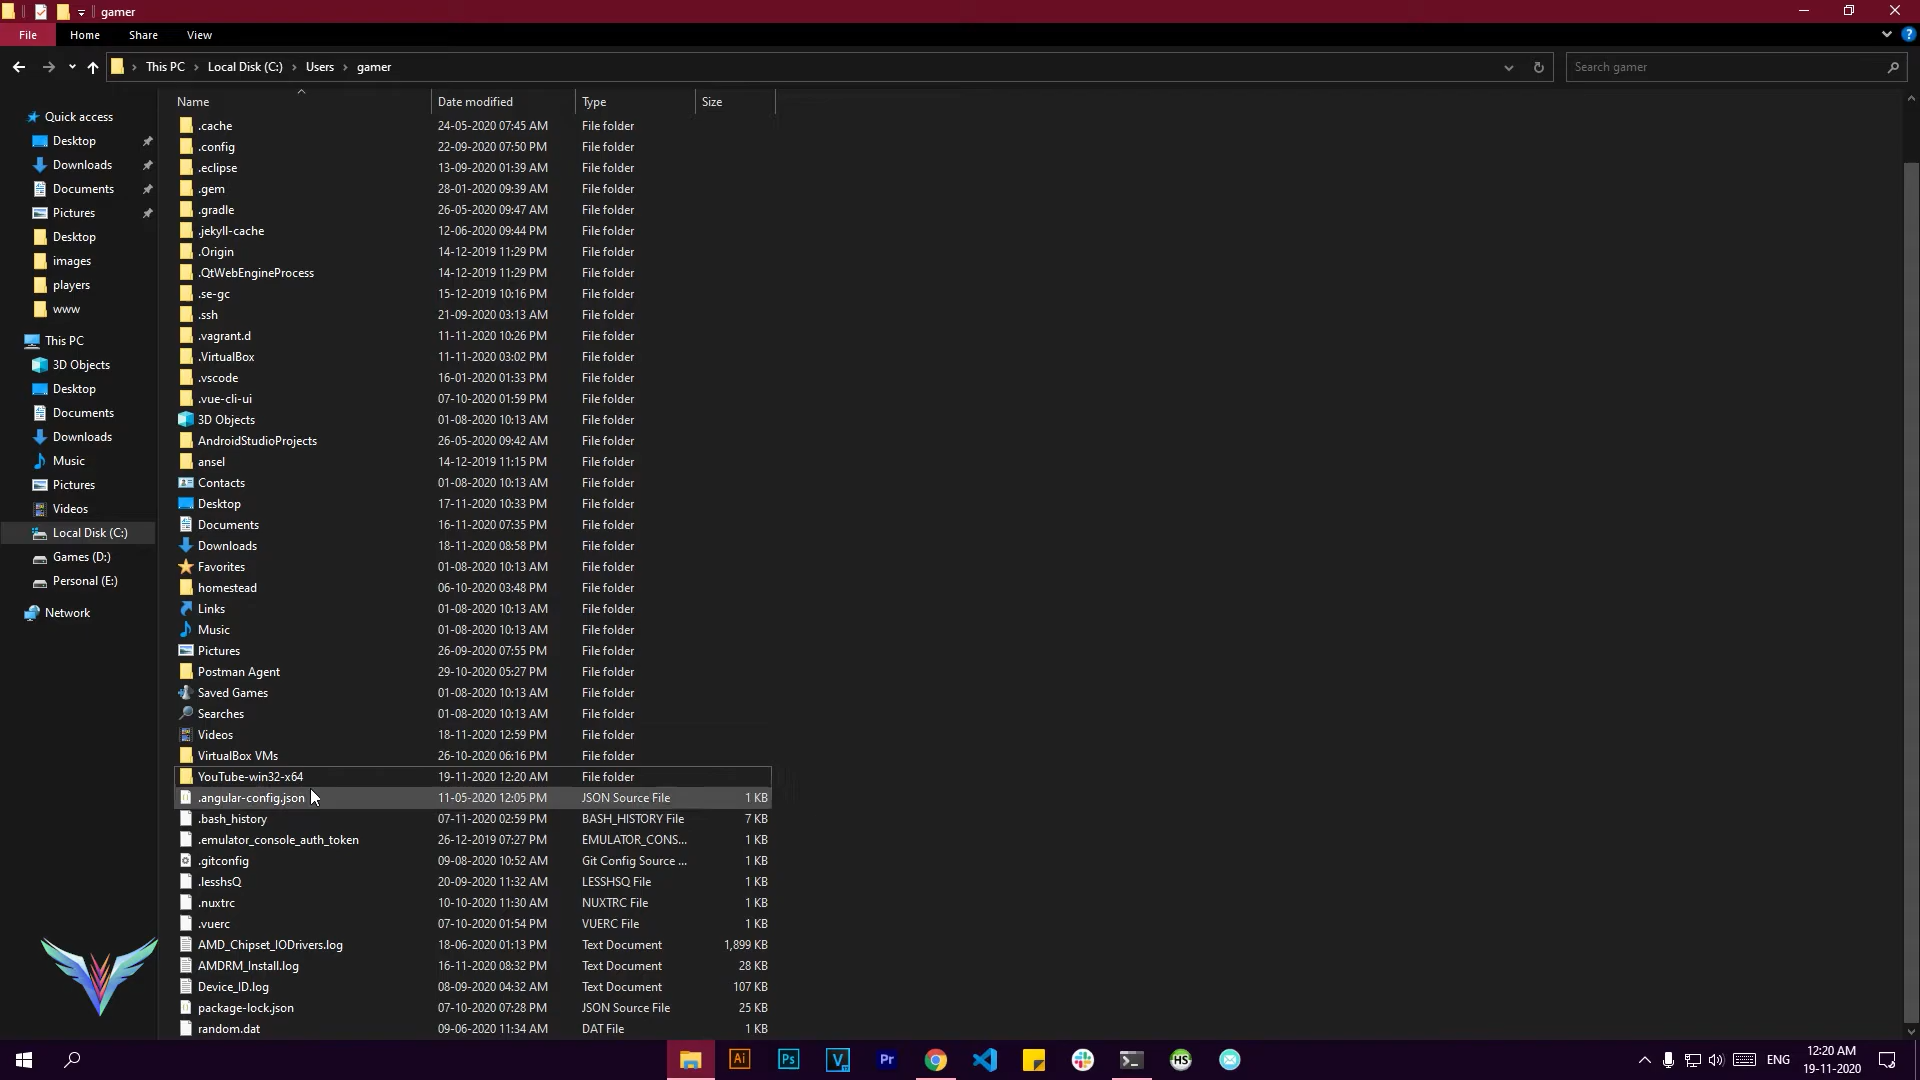 gamer
File Home Share View
This PC Local Disk (C:) Users gamer
Search gamer
Name Date modified Type Size
Quick access
Desktop
Downloads
Documents
Pictures
Desktop
images
players
www
This PC
3D Objects
Desktop
Documents
Downloads
Music
Pictures
Videos
Local Disk (C:)
Games (D:)
Personal (E:)
Network
.cache 24-05-2020 07:45 AM File folder
.config 22-09-2020 07:50 PM File folder
.eclipse 13-09-2020 01:39 AM File folder
.gem 28-01-2020 09:39 AM File folder
.gradle 26-05-2020 09:47 AM File folder
.jekyll-cache 12-06-2020 09:44 PM File folder
.Origin 14-12-2019 11:29 PM File folder
.QtWebEngineProcess 14-12-2019 11:29 PM File folder
.se-gc 15-12-2019 10:16 PM File folder
.ssh 21-09-2020 03:13 AM File folder
.vagrant.d 11-11-2020 10:26 PM File folder
.VirtualBox 11-11-2020 03:02 PM File folder
.vscode 16-01-2020 01:33 PM File folder
.vue-cli-ui 07-10-2020 01:59 PM File folder
3D Objects 01-08-2020 10:13 AM File folder
AndroidStudioProjects 26-05-2020 09:42 AM File folder
ansel 14-12-2019 11:15 PM File folder
Contacts 01-08-2020 10:13 AM File folder
Desktop 17-11-2020 10:33 PM File folder
Documents 16-11-2020 07:35 PM File folder
Downloads 18-11-2020 08:58 PM File folder
Favorites 01-08-2020 10:13 AM File folder
homestead 06-10-2020 03:48 PM File folder
Links 01-08-2020 10:13 AM File folder
Music 01-08-2020 10:13 AM File folder
Pictures 26-09-2020 07:55 PM File folder
Postman Agent 29-10-2020 05:27 PM File folder
Saved Games 01-08-2020 10:13 AM File folder
Searches 01-08-2020 10:13 AM File folder
Videos 18-11-2020 12:59 PM File folder
VirtualBox VMs 26-10-2020 06:16 PM File folder
YouTube-win32-x64 19-11-2020 12:20 AM File folder
.angular-config.json 11-05-2020 12:05 PM JSON Source File 1 KB
.bash_history 07-11-2020 02:59 PM BASH_HISTORY File 7 KB
.emulator_console_auth_token 26-12-2019 07:27 PM EMULATOR_CONS... 1 KB
.gitconfig 09-08-2020 10:52 AM Git Config Source ... 1 KB
.lesshsQ 20-09-2020 11:32 AM LESSHSQ File 1 KB
.nuxtrc 10-10-2020 11:30 AM NUXTRC File 1 KB
.vuerc 07-10-2020 01:54 PM VUERC File 1 KB
AMD_Chipset_IODrivers.log 18-06-2020 01:13 PM Text Document 1,899 KB
AMDRM_Install.log 16-11-2020 08:32 PM Text Document 28 KB
Device_ID.log 08-09-2020 04:32 AM Text Document 107 KB
package-lock.json 07-10-2020 07:28 PM JSON Source File 25 KB
random.dat 09-06-2020 11:34 AM DAT File 1 KB
Ai Ps V Pr HS ENG 12:20 AM
19-11-2020